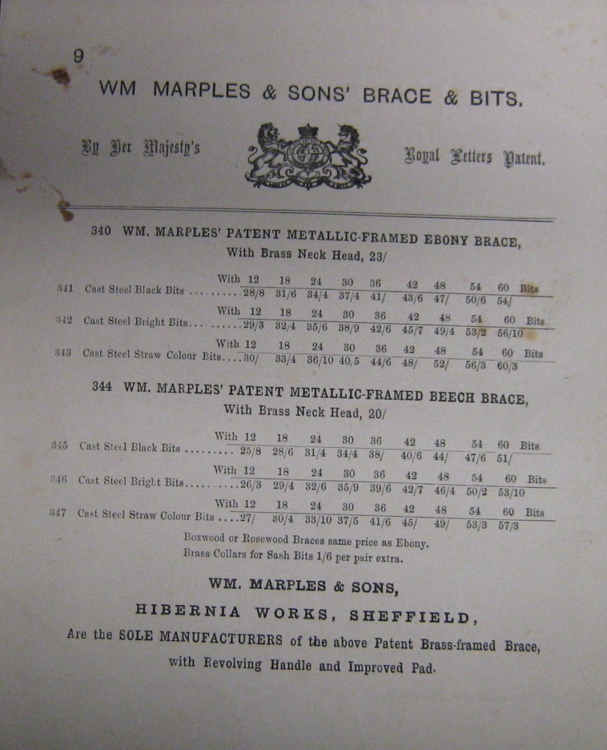 9
WM MARPLES & SONS' BRACE & BITS.
By Her Majesty's Royal Letters Patent.
340 WM. MARPLES' PATENT METALLIC-FRAMED EBONY BRACE,
With Brass Neck Head, 23/
With 12 18 24 30 36 42 48 54 60 Bits
341 Cast Steel Black Bits ......... 28/8 31/6 34/4 37/4 41/ 43/6 47/ 50/6 54/
With 12 18 24 30 36 42 48 54 60 Bits
342 Cast Steel Bright Bits......... 29/3 32/4 35/6 38/9 42/6 45/7 49/4 53/2 56/10
With 12 18 24 30 36 42 48 54 60 Bits
343 Cast Steel Straw Colour Bits....30/ 33/4 36/10 40/5 44/6 48/ 52/ 56/3 60/3
344 WM. MARPLES' PATENT METALLIC-FRAMED BEECH BRACE,
With Brass Neck Head, 20/
With 12 18 24 30 36 42 48 54 60 Bits
345 Cast Steel Black Bits ......... 25/8 28/6 31/4 34/4 38/ 40/6 44/ 47/6 51/
With 12 18 24 30 36 42 48 54 60 Bits
346 Cast Steel Bright Bits.........26/3 29/4 32/6 35/9 39/6 42/7 46/4 50/2 53/10
With 12 18 24 30 36 42 48 54 60 Bits
347 Cast Steel Straw Colour Bits ....27/ 30/4 33/10 37/5 41/6 45/ 49/ 53/3 57/3
Boxwood or Rosewood Braces same price as Ebony.
Brass Collars for Sash Bits 1/6 per pair extra.
WM. MARPLES & SONS,
HIBERNIA WORKS, SHEFFIELD,
Are the SOLE MANUFACTURERS of the above Patent Brass-framed Brace,
with Revolving Handle and Improved Pad.